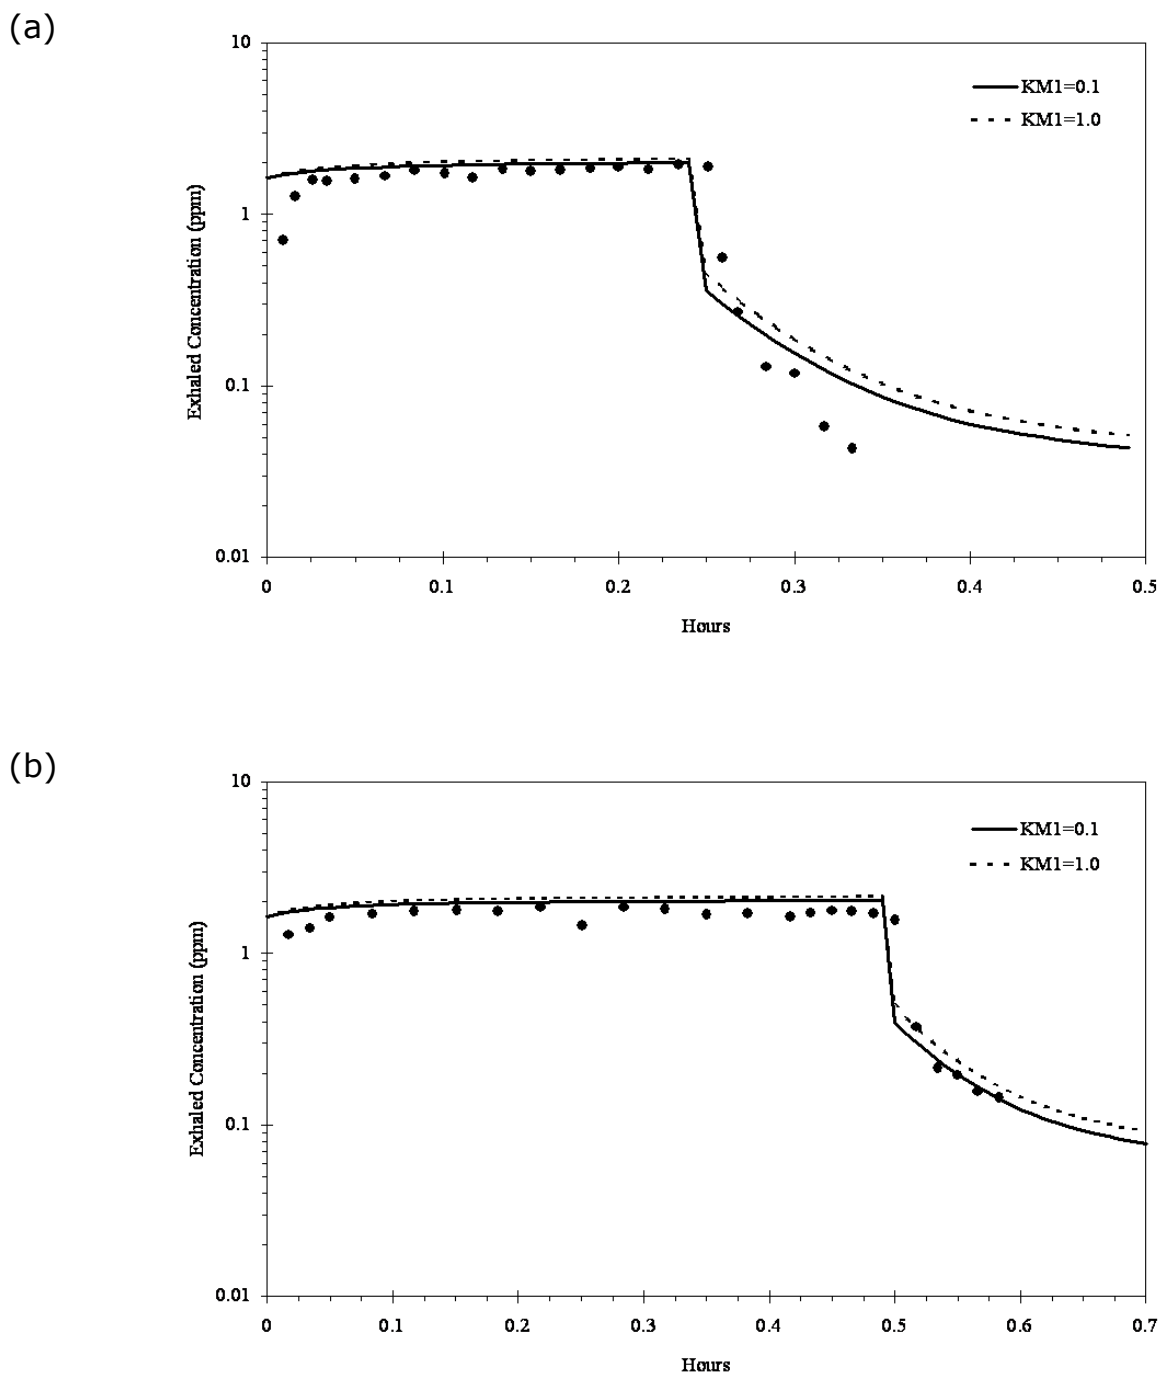 (a)
10
1
0.1
0.01
Exhaled Concentration (ppm)
KM1=0.1
KM1=1.0
0 0.1 0.2 0.3 0.4 0.5
Hours
(b)
10
1
0.1
0.01
Exhaled Concentration (ppm)
KM1=0.1
KM1=1.0
0 0.1 0.2 0.3 0.4 0.5 0.6 0.7
Hours